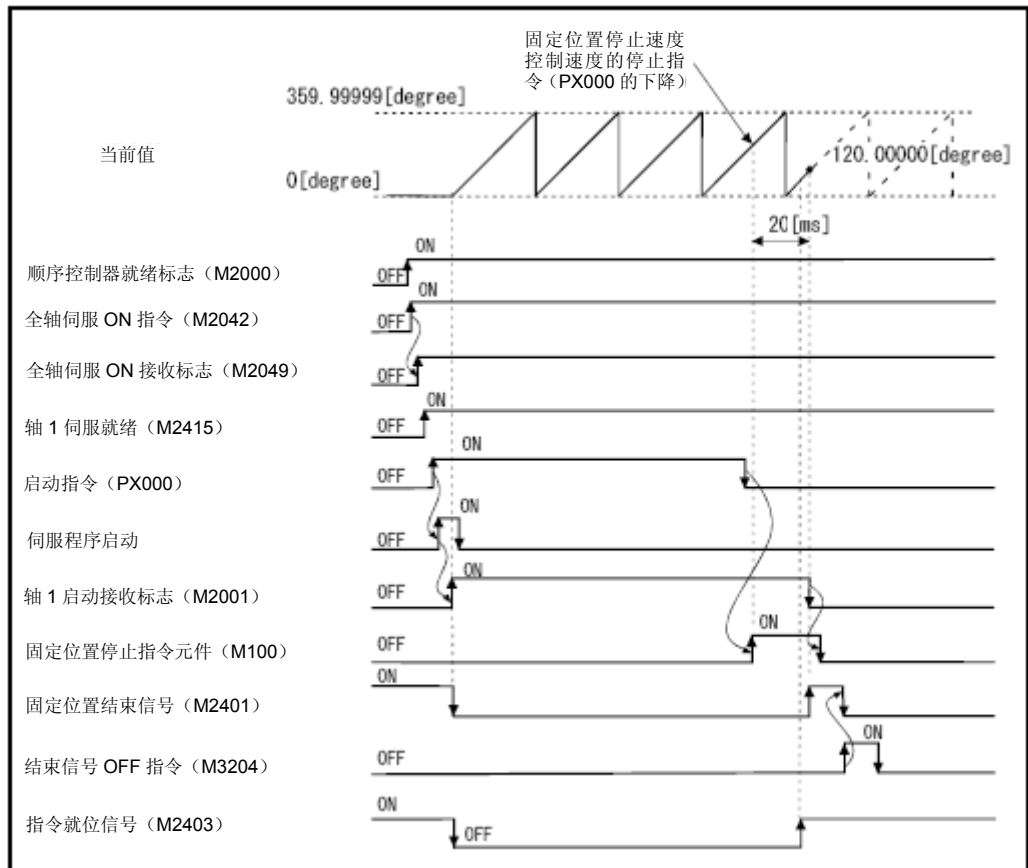 固定位置停止速度
控制速度的停止指
令（PX000 的下降）
359.99999[degree]
当前值
120.00000[degree]
0[degree]
20[ms]
ON
顺序控制器就绪标志（M2000）
OFF
ON
全轴伺服 ON 指令（M2042）
OFF
全轴伺服 ON 接收标志（M2049）
OFF
ON
轴 1 伺服就绪（M2415）
OFF
ON
启动指令（PX000）
OFF
ON
伺服程序启动
OFF
ON
轴 1 启动接收标志（M2001）
OFF
ON
固定位置停止指令元件（M100）
OFF
ON
固定位置结束信号（M2401）
ON
结束信号 OFF 指令（M3204）
OFF
ON
指令就位信号（M2403）
OFF